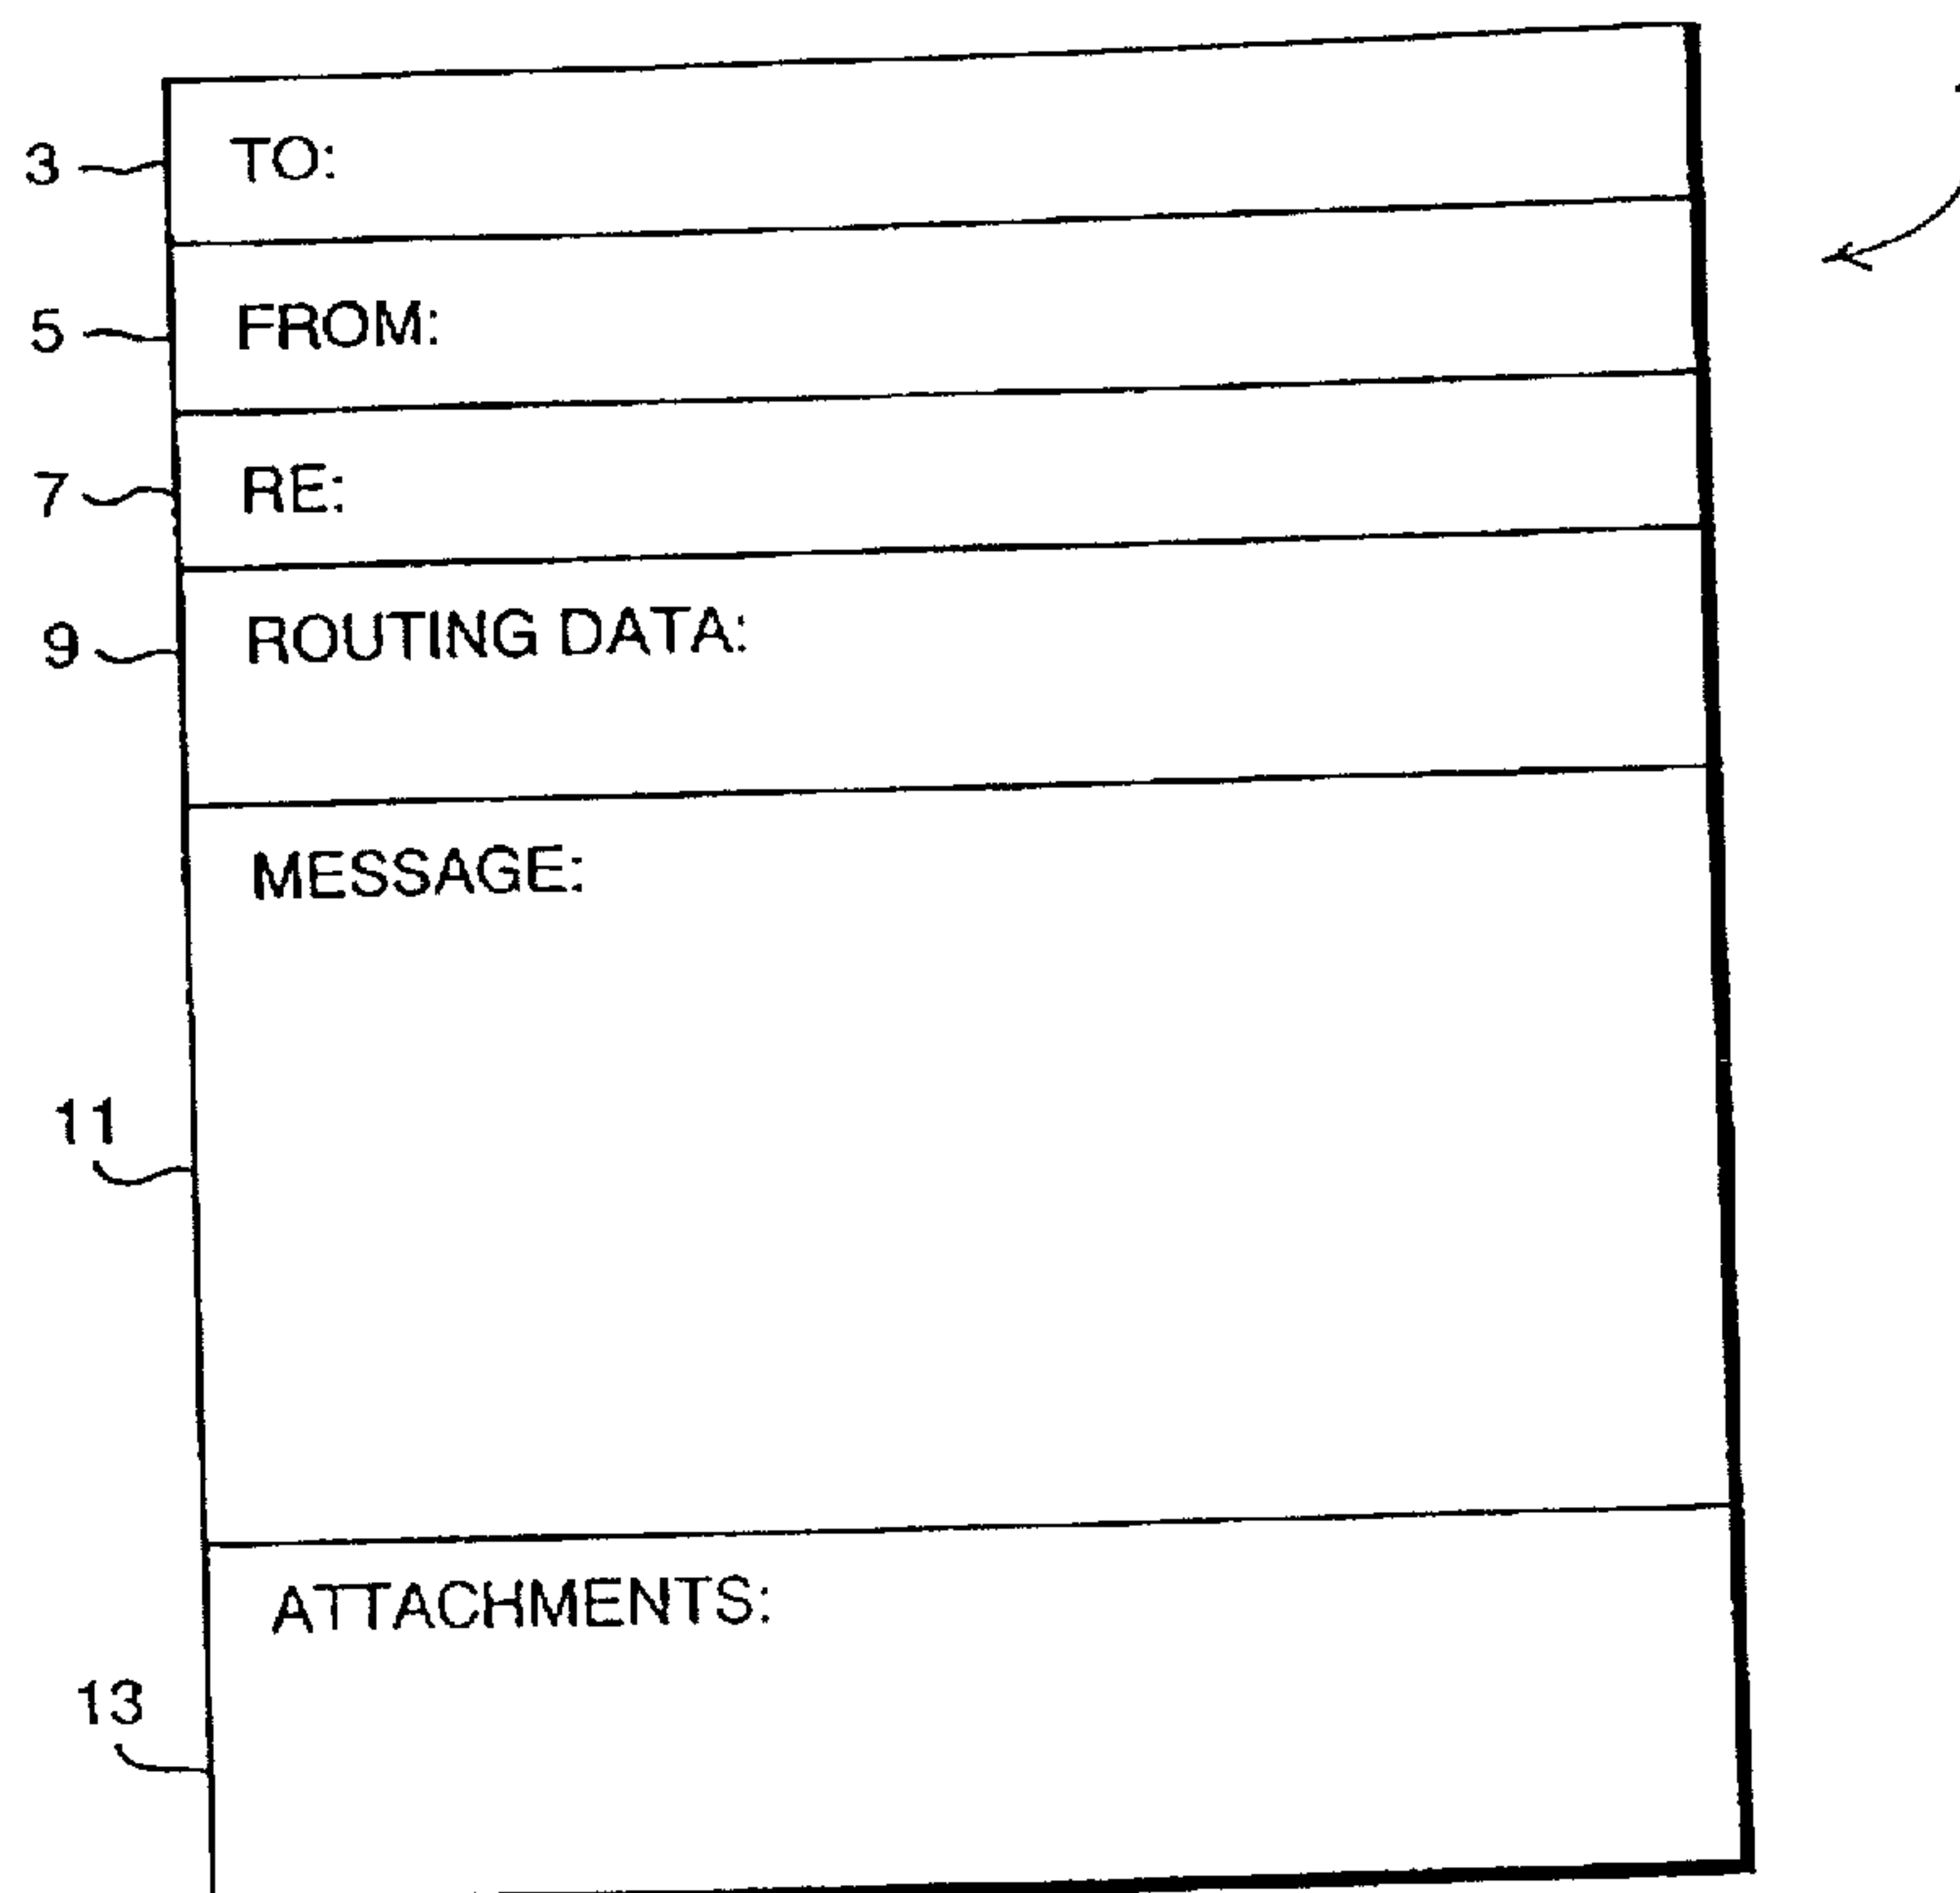 3 TO:
5 FROM:
7 RE:
9 ROUTING DATA:
MESSAGE:
11
ATTACHMENTS:
13